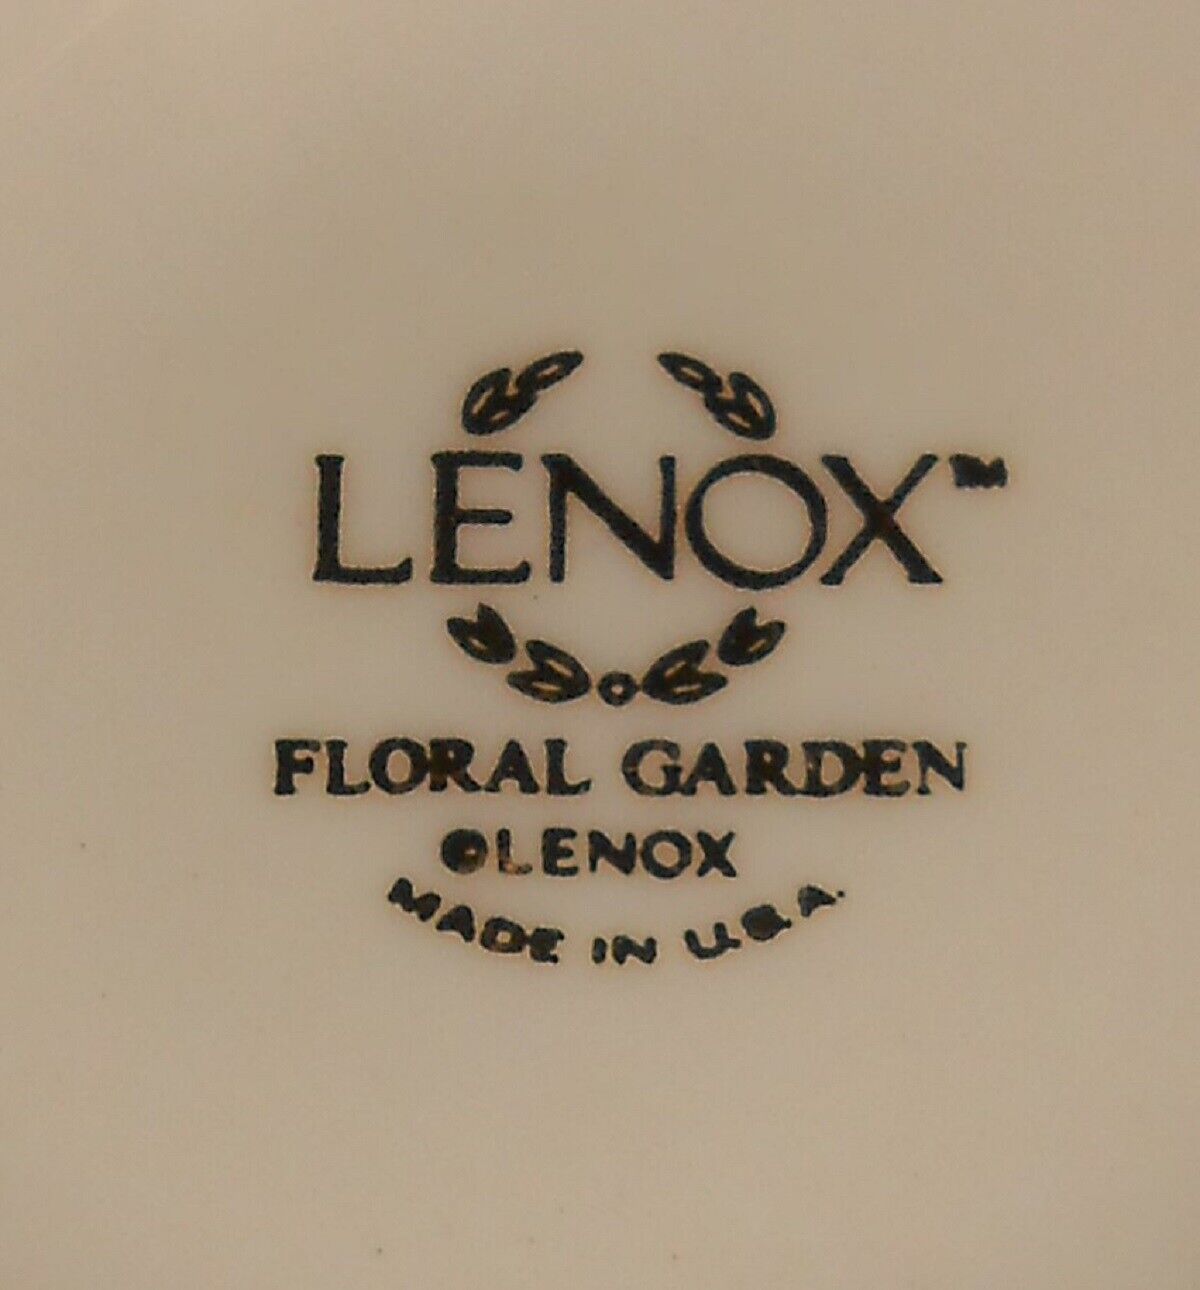 LENOX™
FLORAL GARDEN
©LENOX
MADE IN U.S.A.